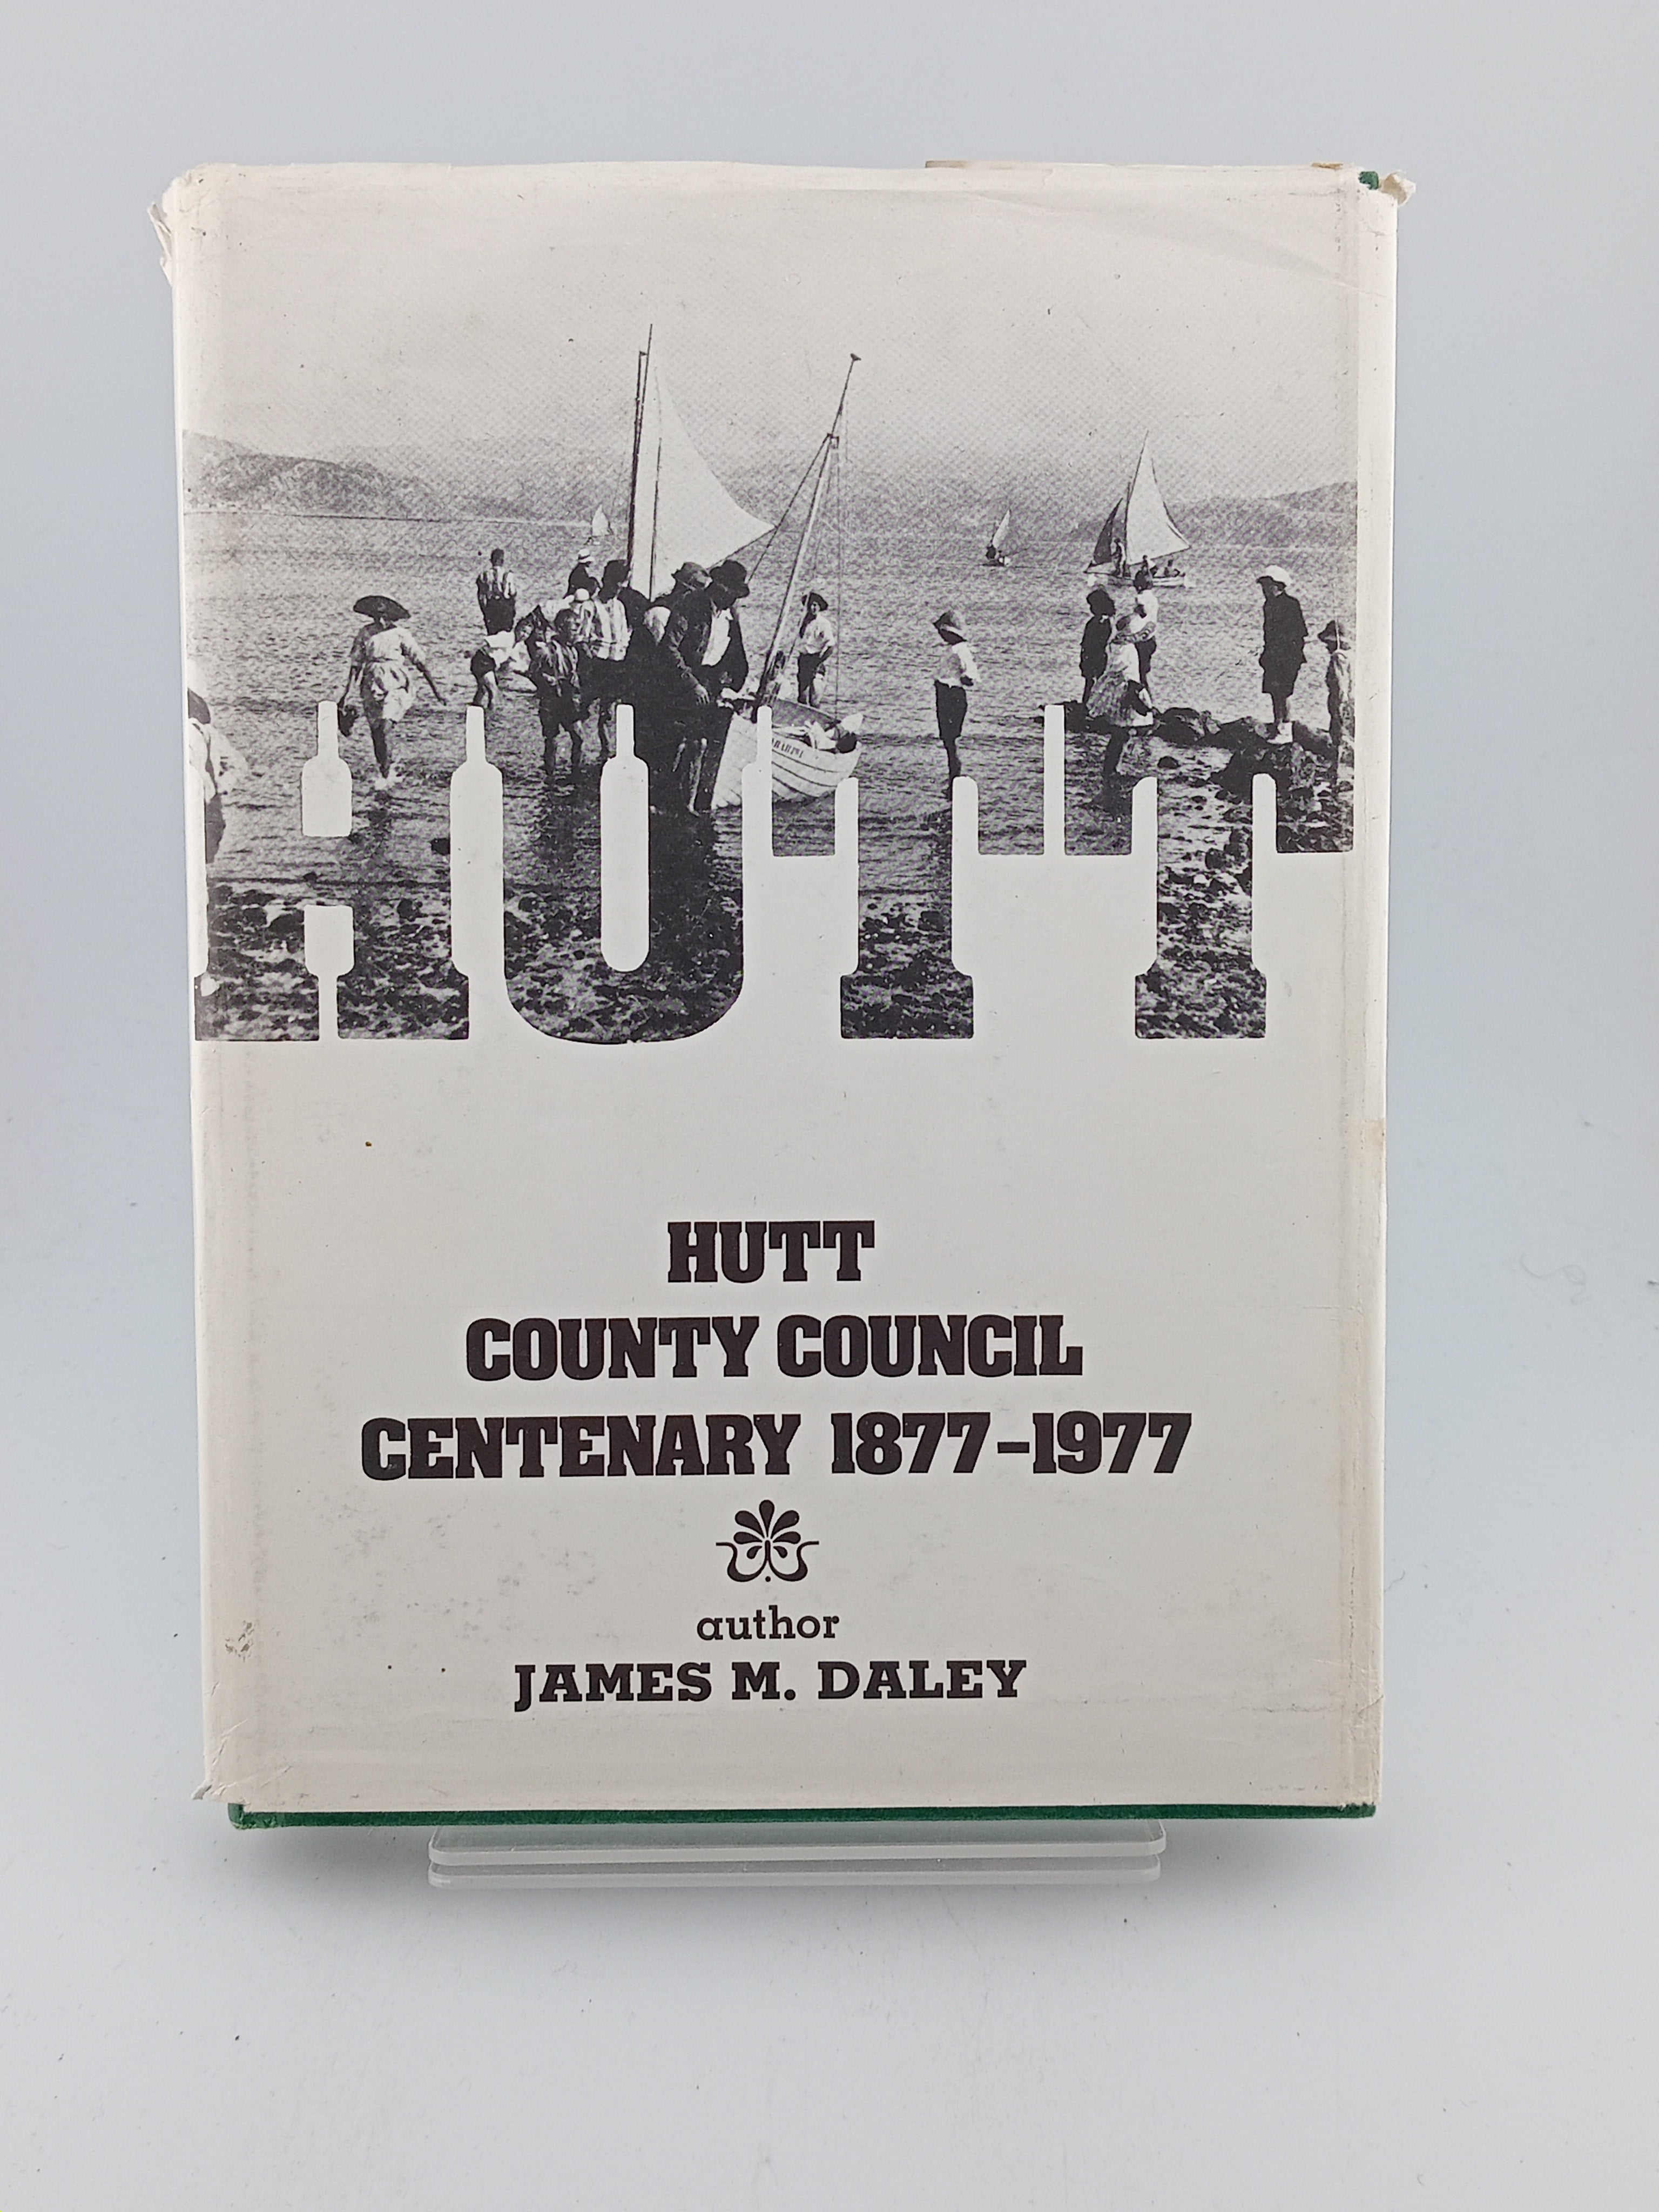 HUTT
HUTT
COUNTY COUNCIL
CENTENARY 1877-1977
author
JAMES M. DALEY